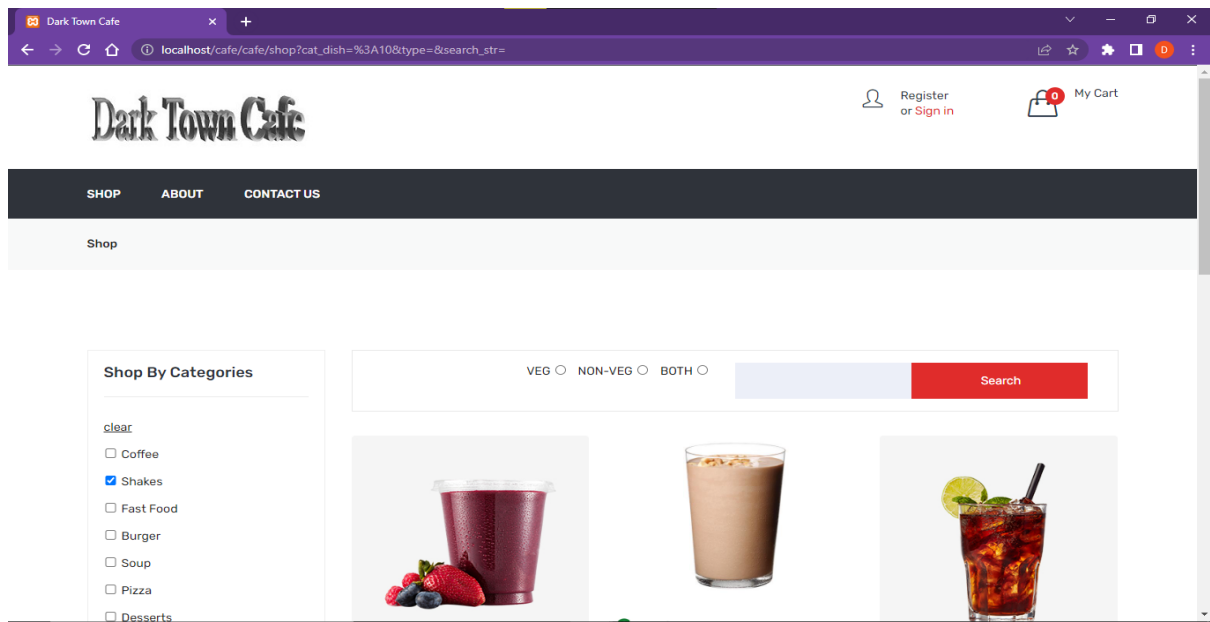 Dark Town Cafe
localhost/cafe/cafe/shop?cat_dish=%3A10&type=&search_str=
D
Dark Town Cafe
Register
or Sign in
0
My Cart
SHOP ABOUT CONTACT US
Shop
Shop By Categories
VEG NON-VEG BOTH
Search
clear
Coffee
Shakes
Fast Food
Burger
Soup
Pizza
Desserts